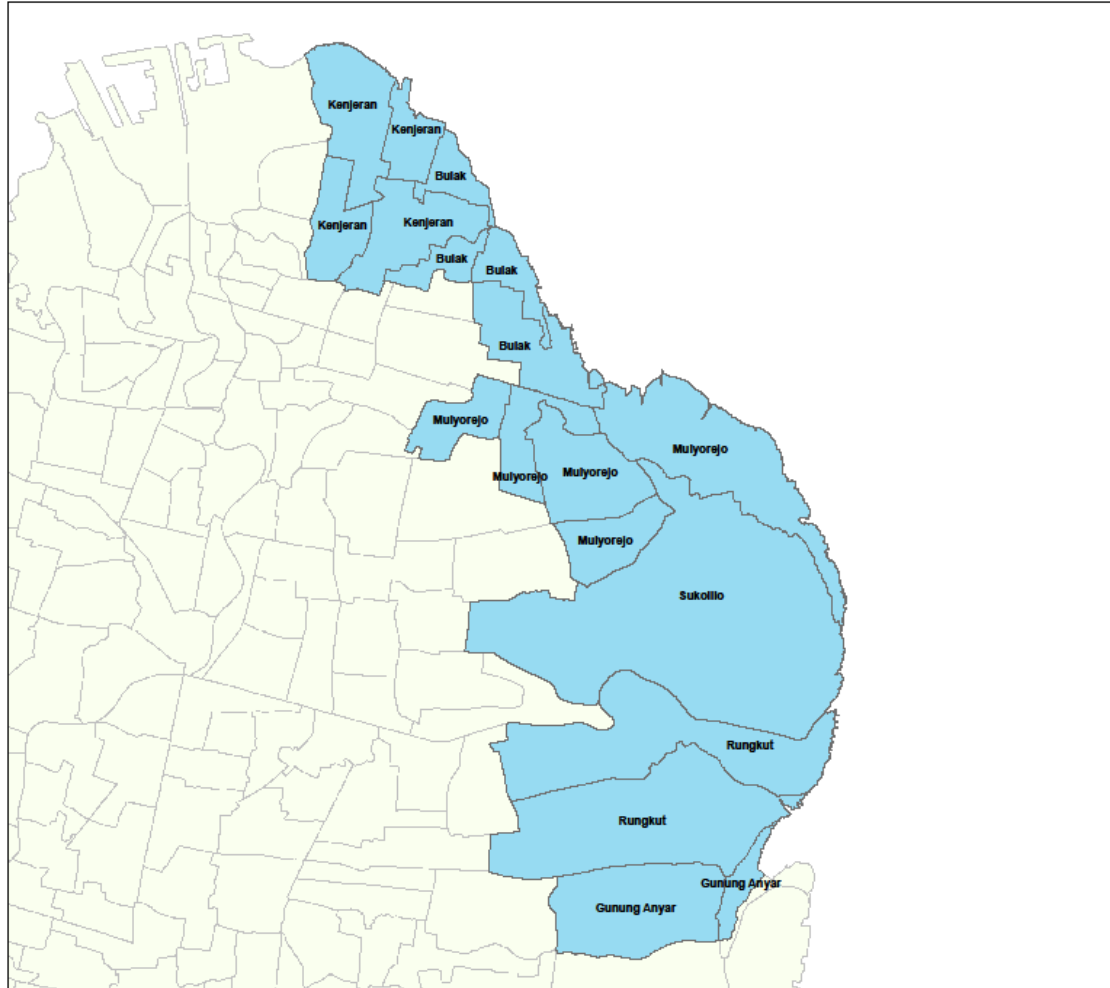 Kenjeran
Kenjeran
Bulak
Kenjeran
Kenjeran
Bulak
Bulak
Bulak
Mulyorejo
Mulyorejo
Mulyorejo
Mulyorejo
Mulyorejo
Sukolilo
Rungkut
Rungkut
Gunung Anyar
Gunung Anyar